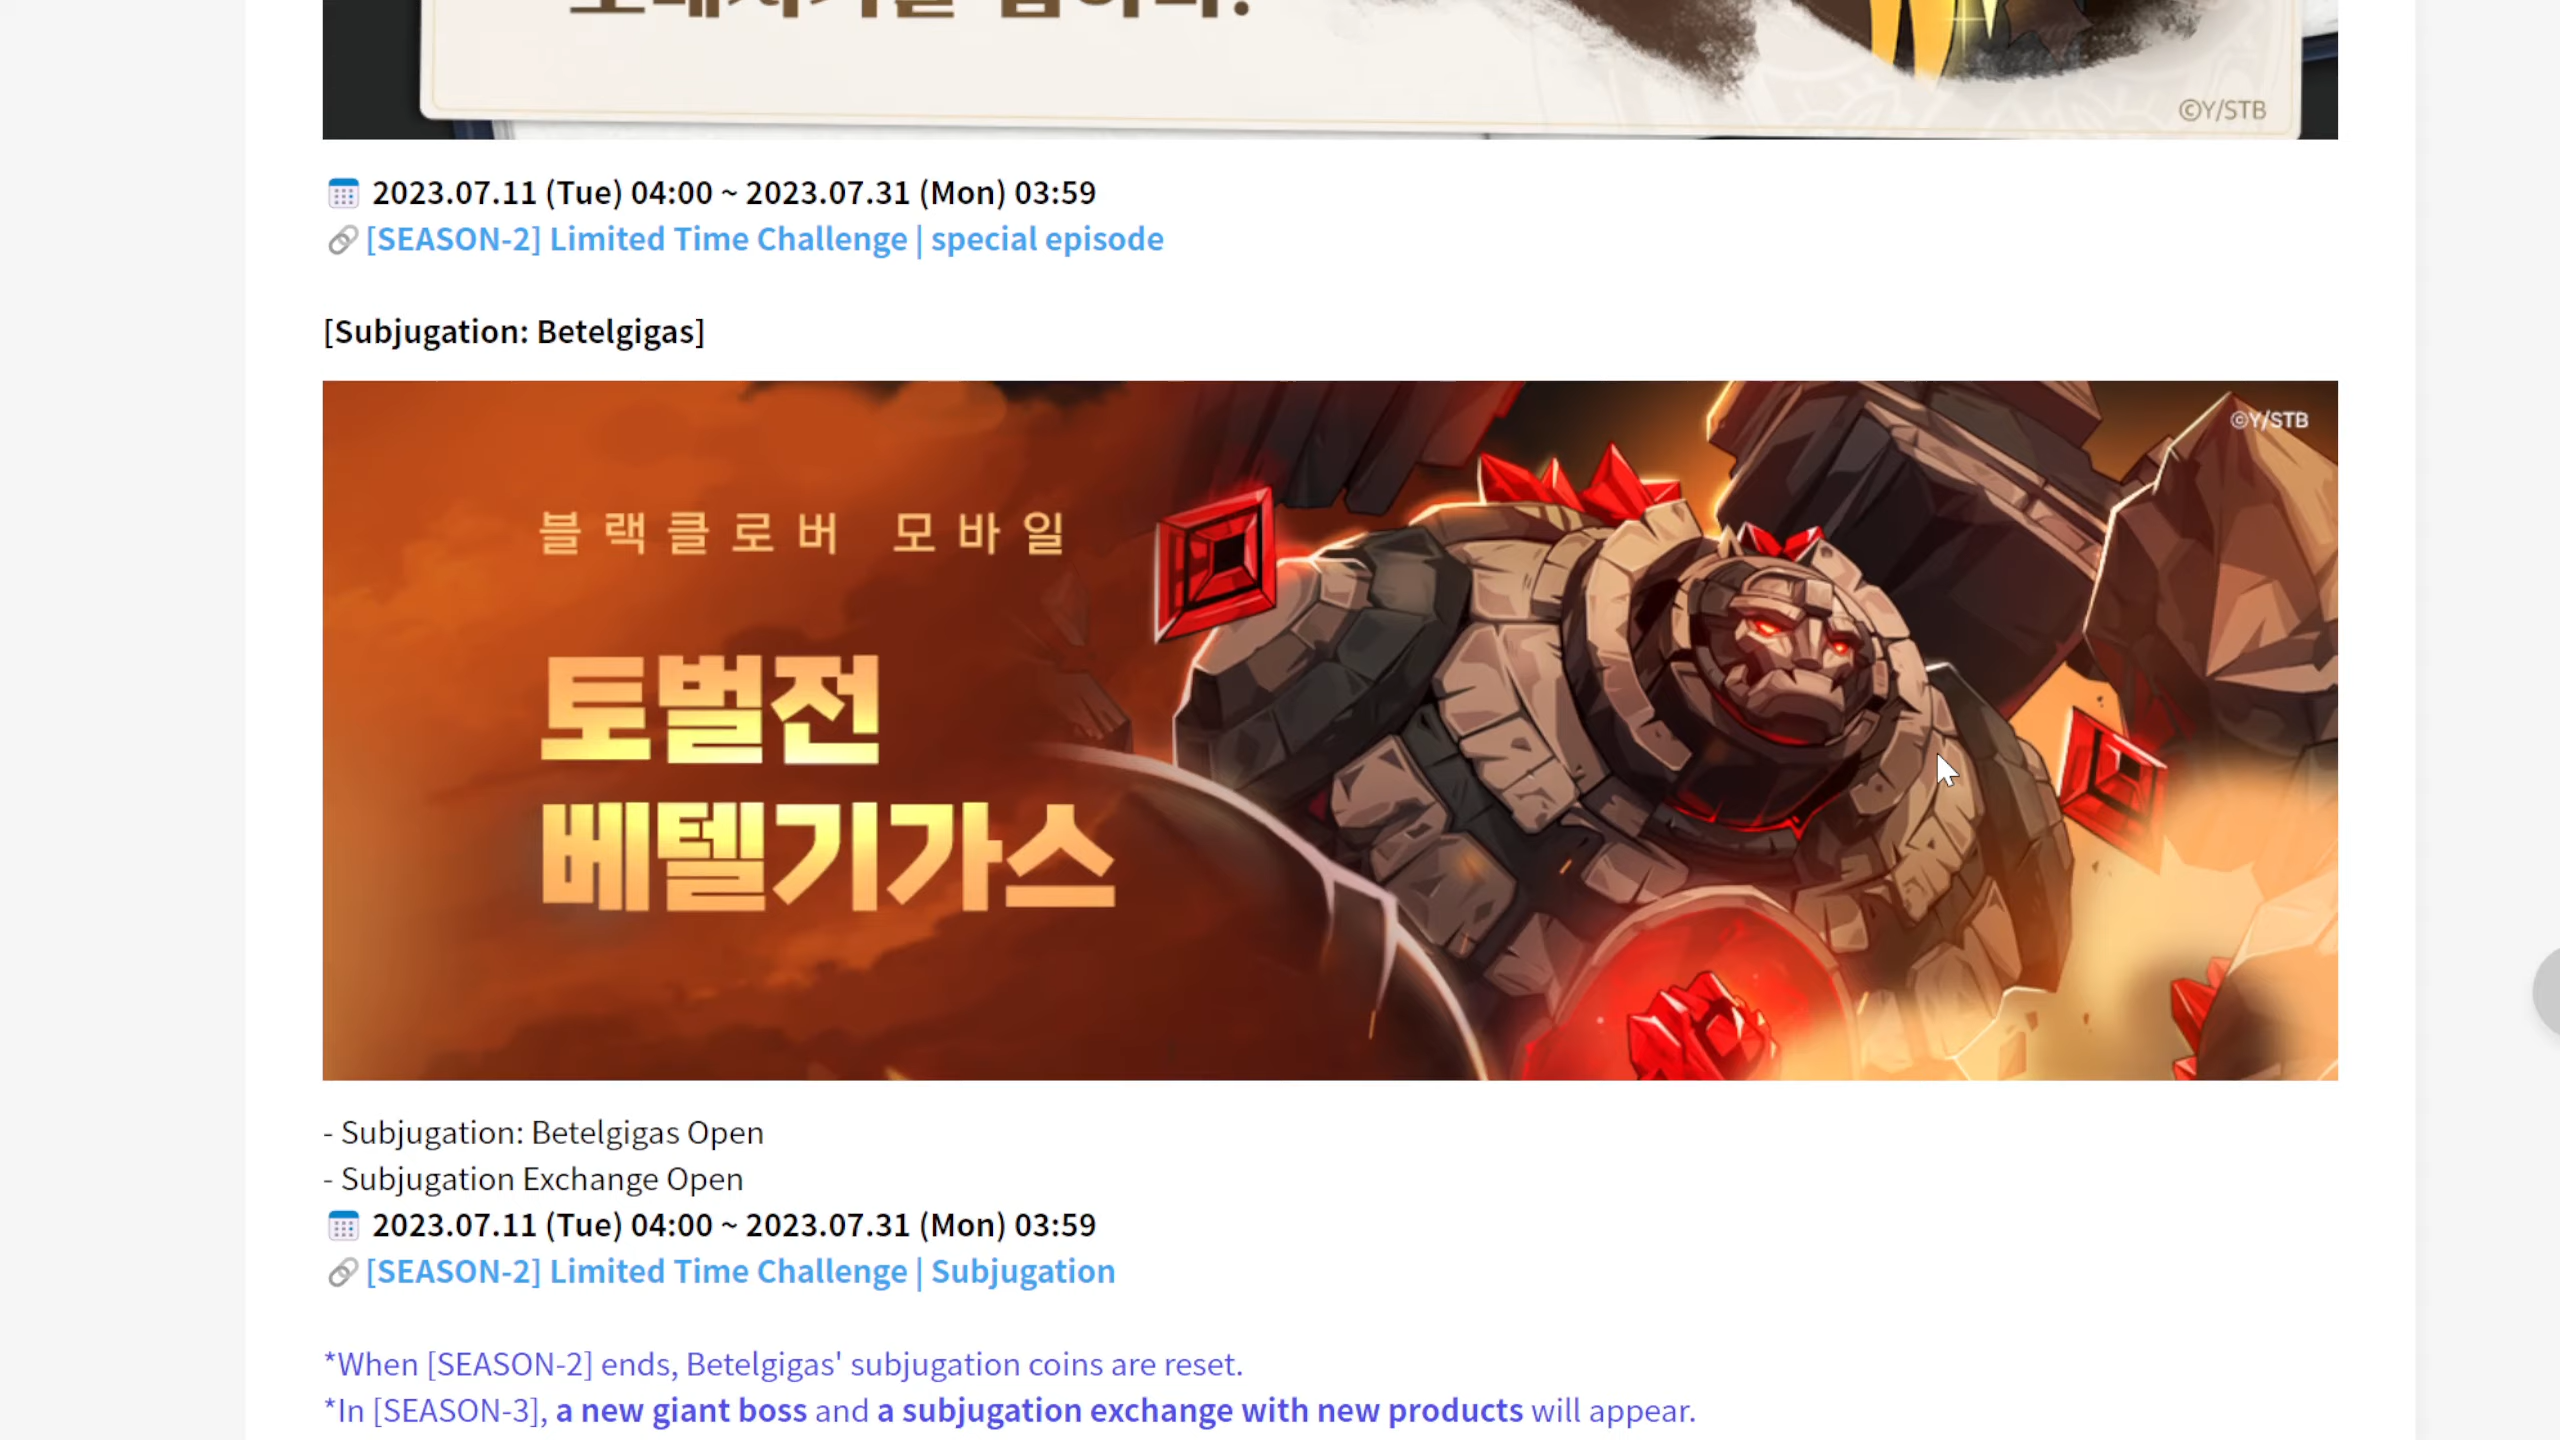 ©Y/STB
2023.07.11 (Tue) 04:00 ~ 2023.07.31 (Mon) 03:59
[SEASON-2] Limited Time Challenge | special episode
[Subjugation: Betelgigas]
©Y/STB
블랙클로버 모바일
토벌전
베텔기가스
- Subjugation: Betelgigas Open
- Subjugation Exchange Open
2023.07.11 (Tue) 04:00 ~ 2023.07.31 (Mon) 03:59
[SEASON-2] Limited Time Challenge | Subjugation
*When [SEASON-2] ends, Betelgigas' subjugation coins are reset.
*In [SEASON-3], a new giant boss and a subjugation exchange with new products will appear.